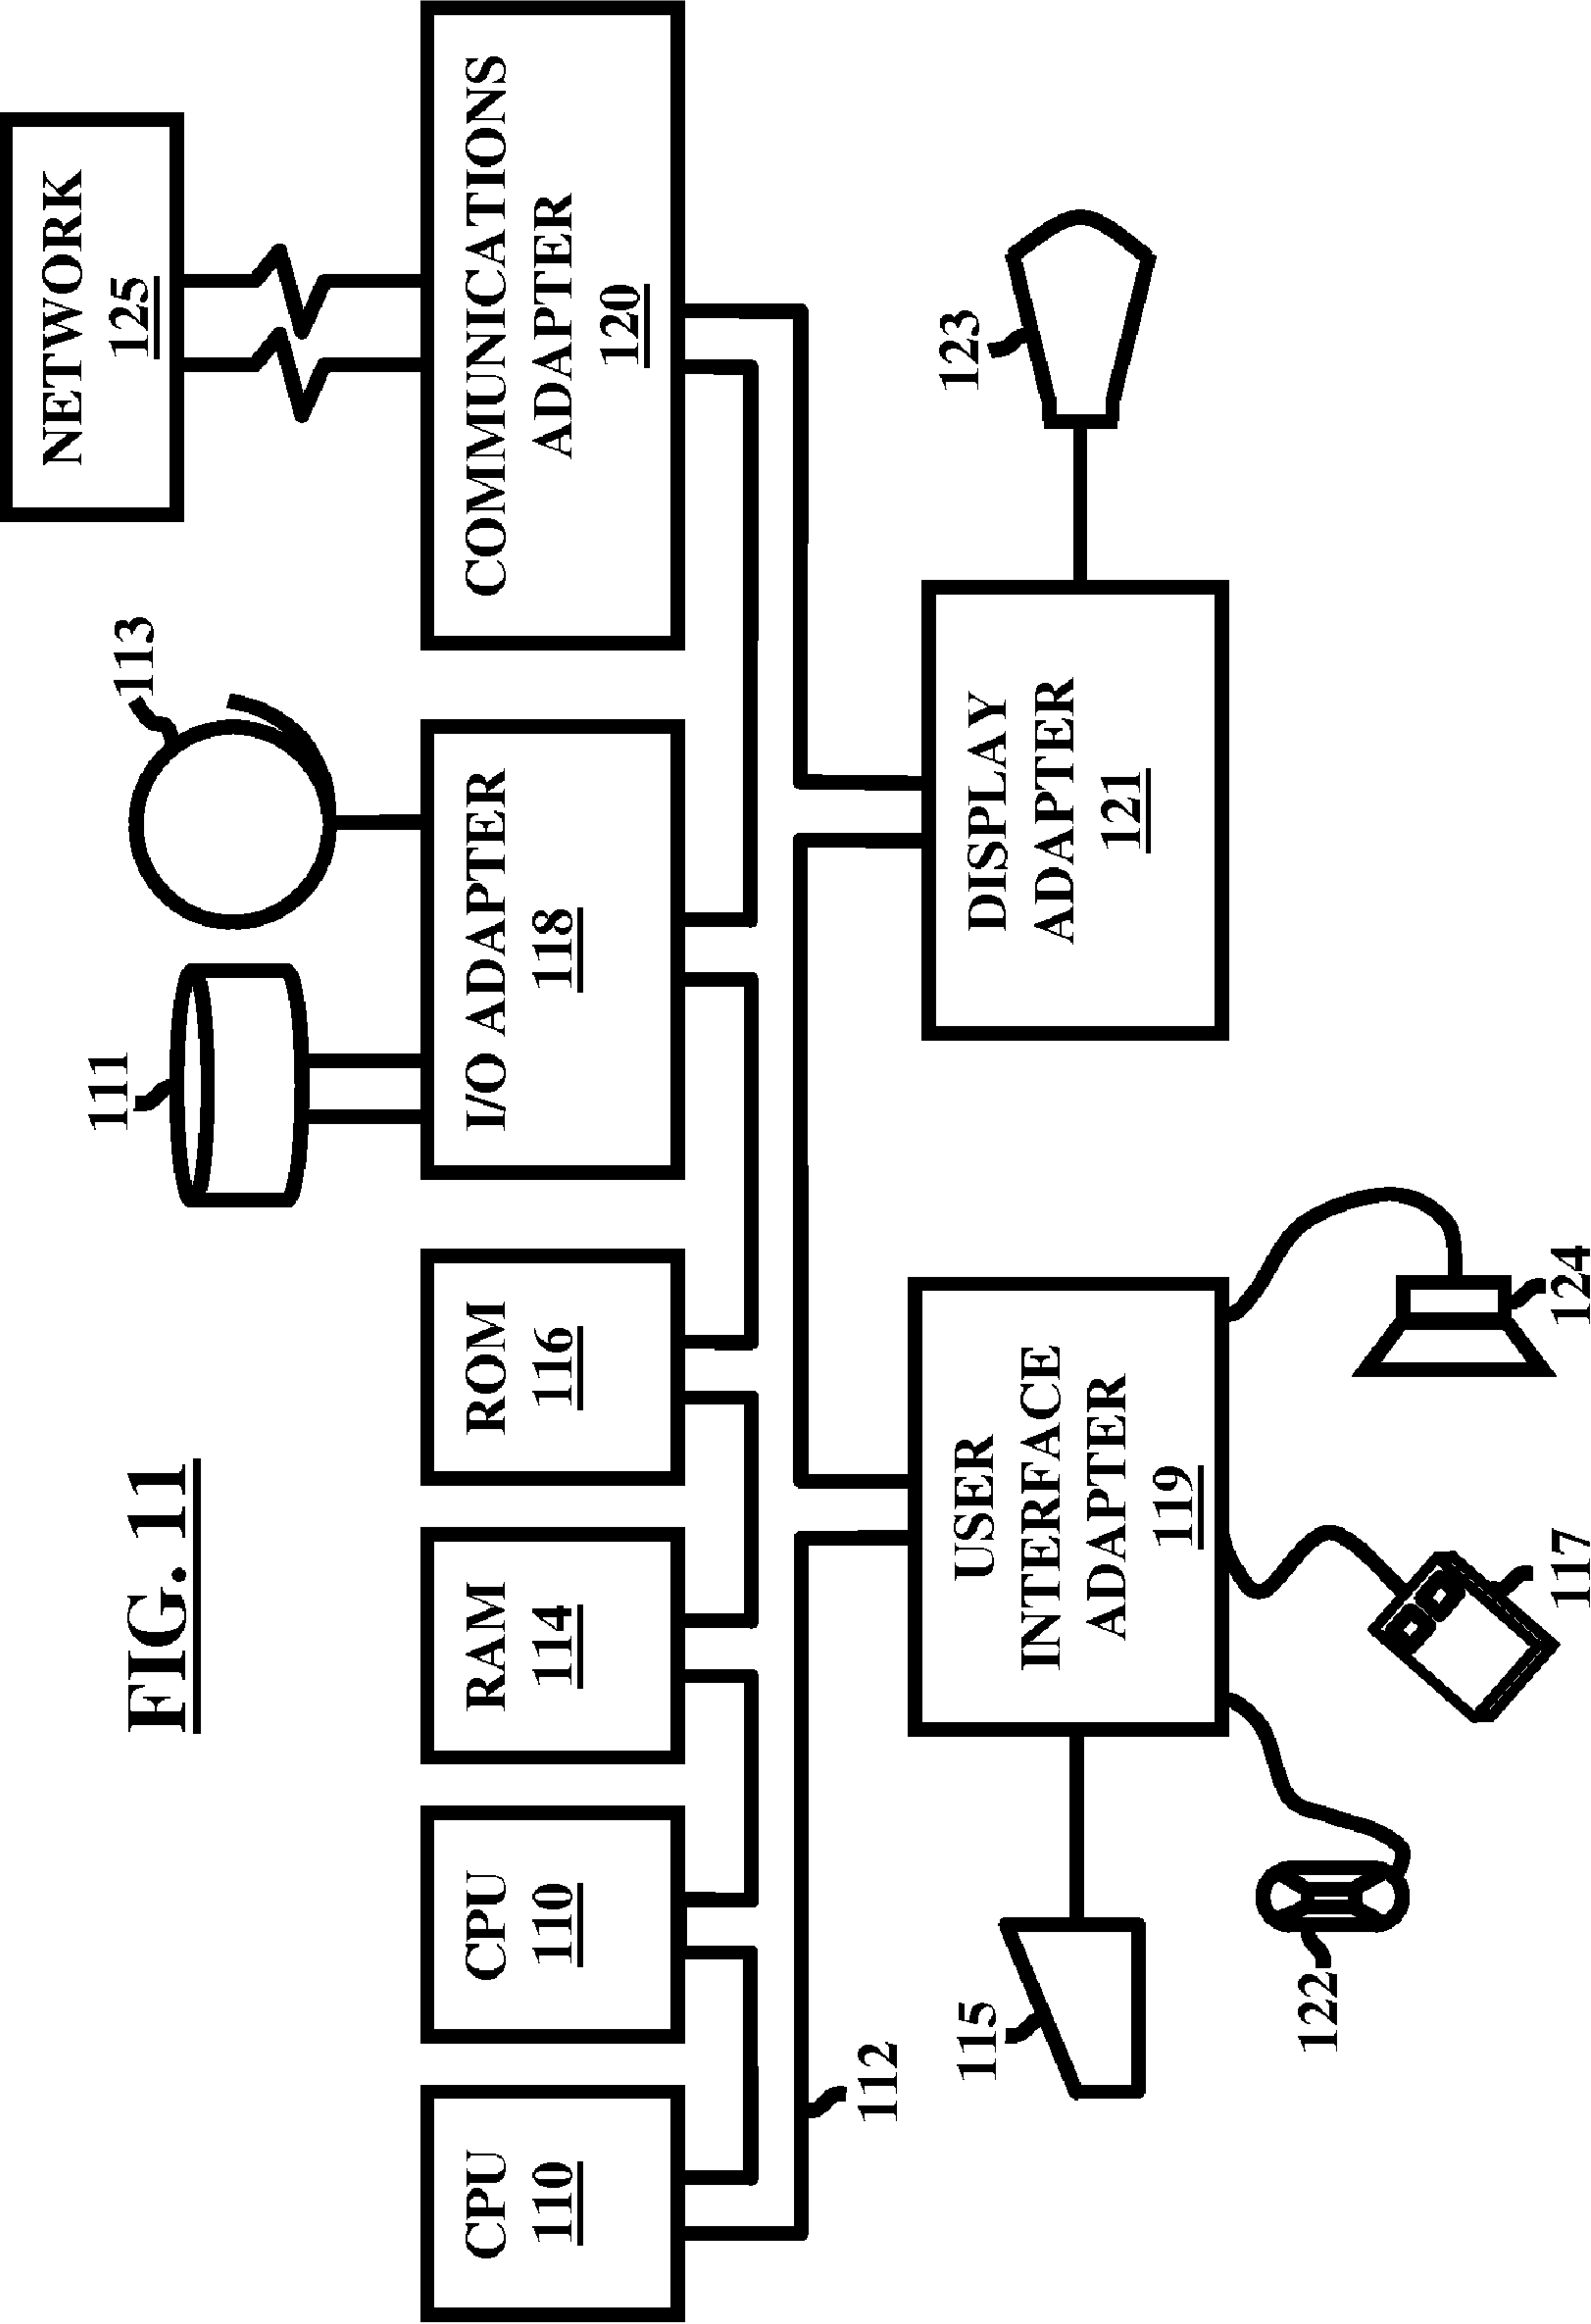 FIG. 11
111
113
NETWORK
125
CPU
110
CPU
110
RAM
114
ROM
116
I/O ADAPTER
118
COMMUNICATIONS
ADAPTER
120
112
115
USER
INTERFACE
ADAPTER
119
DISPLAY
ADAPTER
121
123
122
117
124